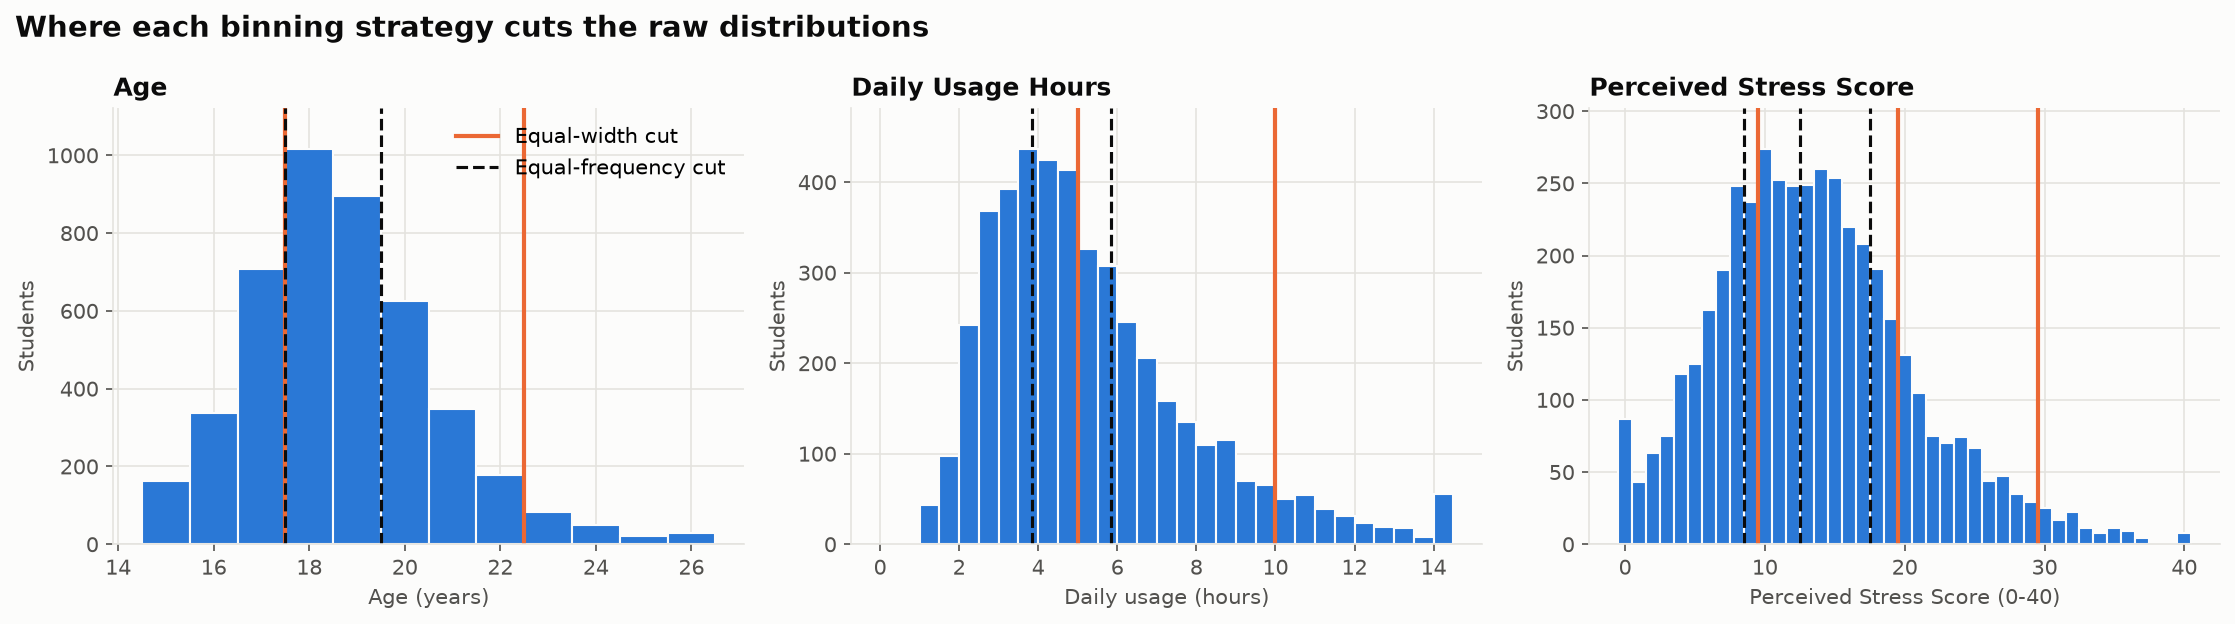 Where each binning strategy cuts the raw distributions
Age
Students
1000
800
600
400
200
0
14 16 18 20 22 24 26
Age (years)
Equal-width cut
Equal-frequency cut
Daily Usage Hours
Students
400
300
200
100
0
0 2 4 6 8 10 12 14
Daily usage (hours)
Perceived Stress Score
Students
300
250
200
150
100
50
0
0 10 20 30 40
Perceived Stress Score (0-40)